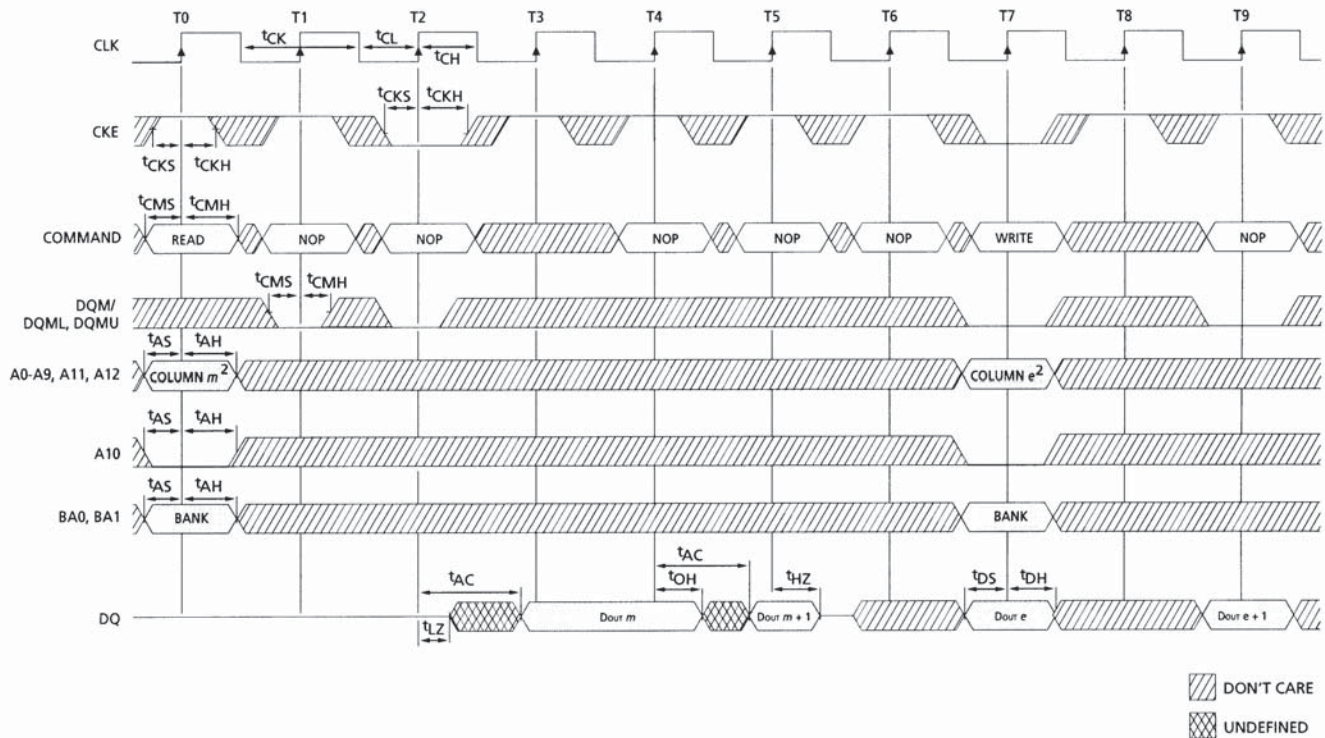 T0 T1 T2 T3 T4 T5 T6 T7 T8 T9
CLK tCK tCL tCH
tCKS tCKH
CKE
tCKS tCKH
tCMS tCMH
COMMAND READ NOP NOP NOP NOP NOP WRITE NOP
tCMS tCMH
DQM/
DQML, DQMU
tAS tAH
A0-A9, A11, A12 COLUMN m² COLUMN e²
tAS tAH
A10
tAS tAH
BA0, BA1 BANK BANK
tAC tAC tOH tHZ tDS tDH
DQ DOUT m DOUT m + 1 DOUT e DOUT e + 1
tLZ
DON'T CARE
UNDEFINED